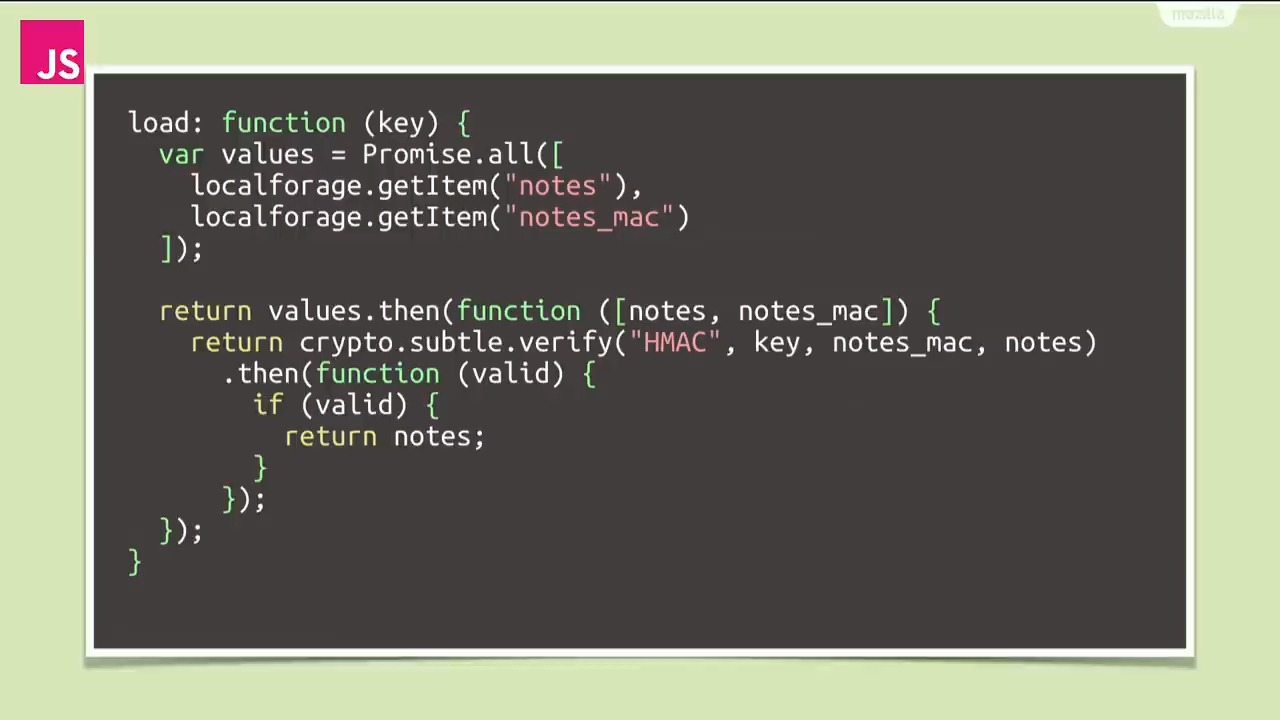 mozilla
JS
load: function (key) {
  var values = Promise.all([
    localforage.getItem("notes"),
    localforage.getItem("notes_mac")
  ]);
  return values.then(function ([notes, notes_mac]) {
    return crypto.subtle.verify("HMAC", key, notes_mac, notes)
      .then(function (valid) {
        if (valid) {
          return notes;
        }
      });
  });
}